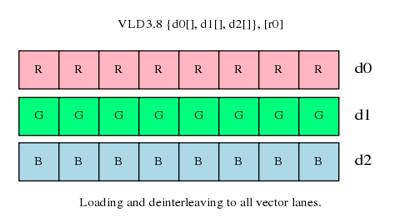 VLD3.8 {d0[], d1[], d2[]}, [r0]
R R R R R R R R d0
G G G G G G G G d1
B B B B B B B B d2
Loading and deinterleaving to all vector lanes.